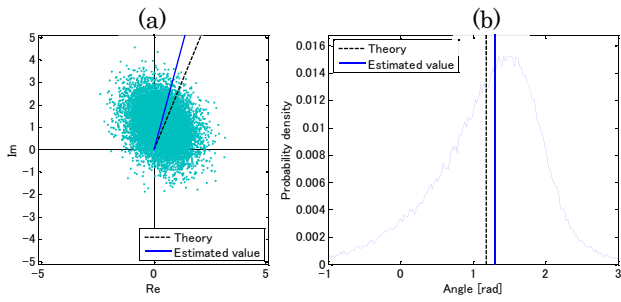 (a)
5
4
3
2
1
0
−1
−2
−3
−4
−5
−5
0
5
Im
Re
Theory
Estimated value
(b)
0.016
0.014
0.012
0.01
0.008
0.006
0.004
0.002
0
−1
0
1
2
3
Probability density
Angle [rad]
Theory
Estimated value